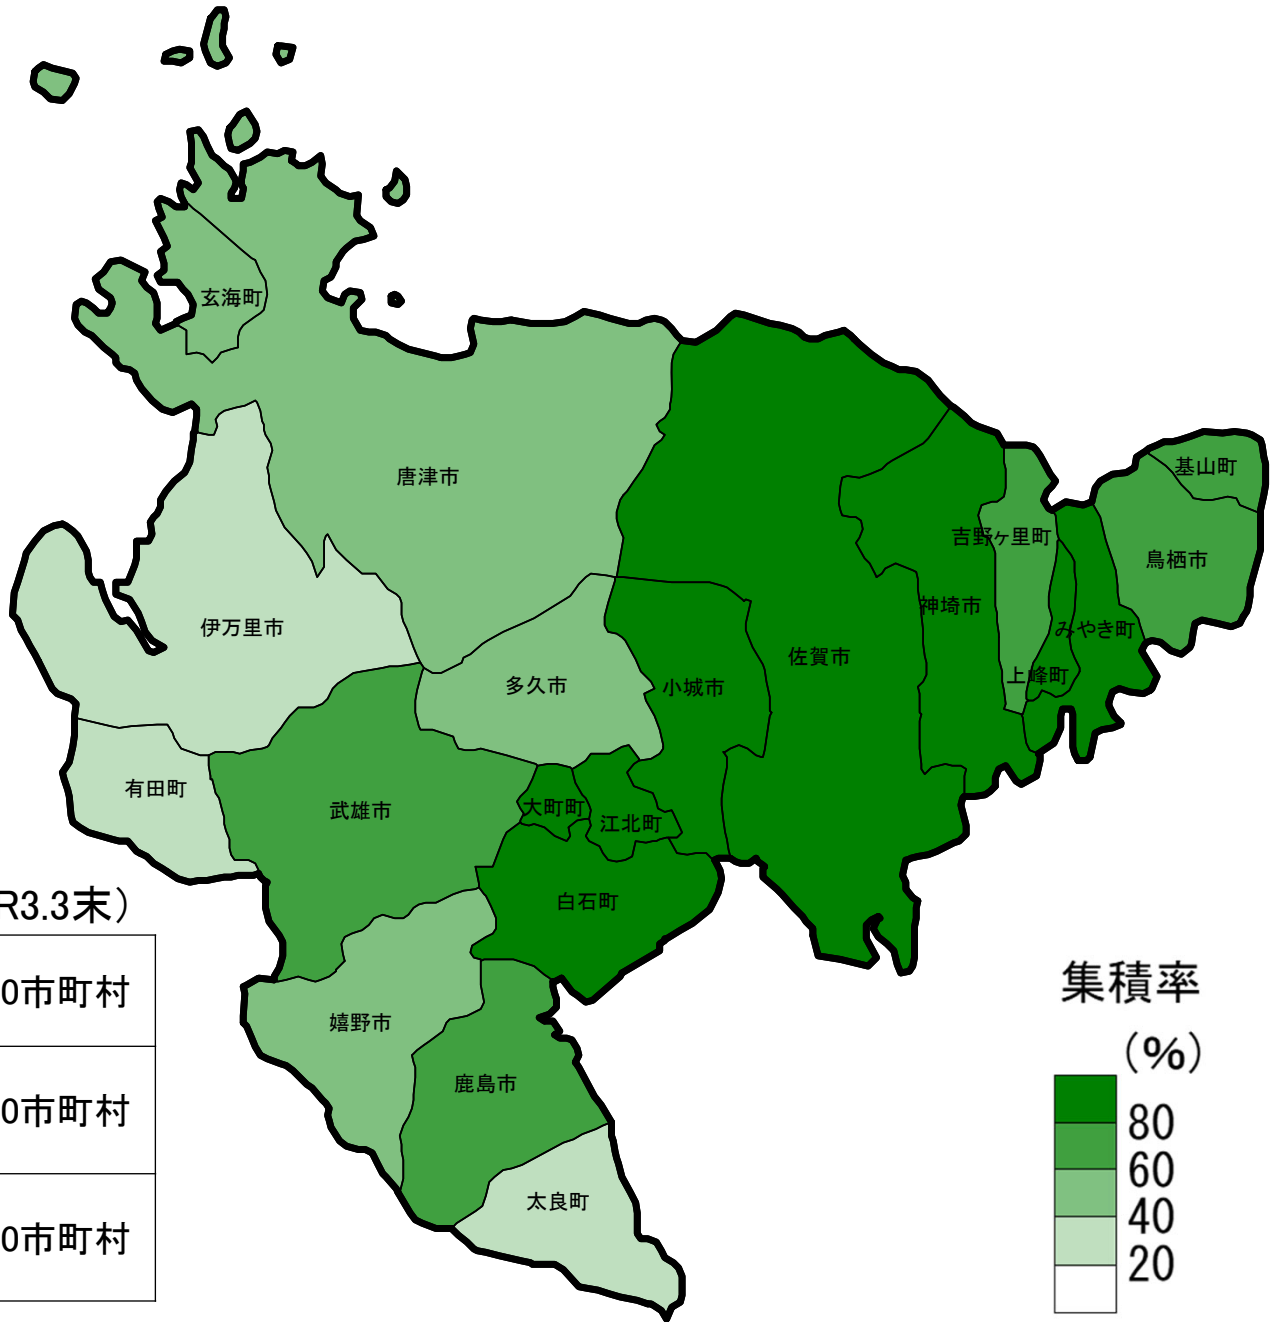 玄海町
唐津市
基山町
吉野ヶ里町
鳥栖市
神埼市
伊万里市
みやき町
佐賀市
上峰町
多久市
小城市
有田町
武雄市
大町町
江北町
白石町
R3.3末）
0市町村
0市町村
0市町村
嬉野市
鹿島市
太良町
集積率
（%）
80
60
40
20